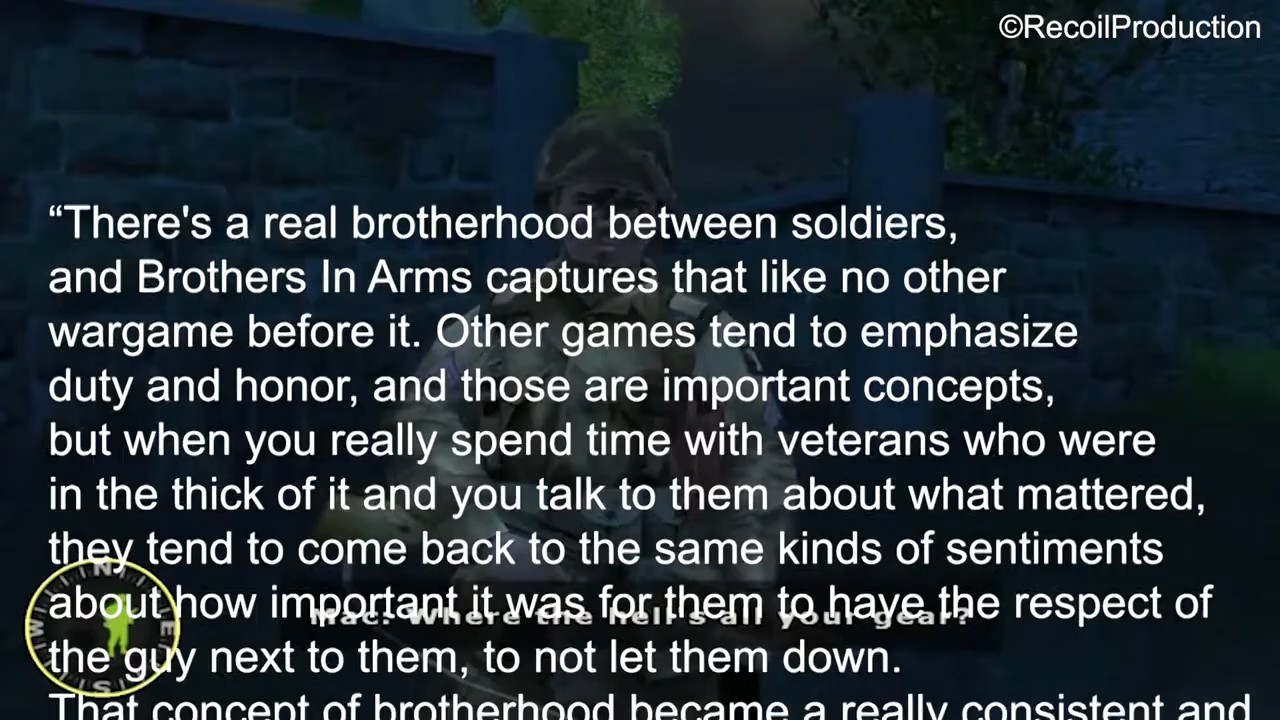 ©RecoilProduction
“There's a real brotherhood between soldiers,
and Brothers In Arms captures that like no other
wargame before it. Other games tend to emphasize
duty and honor, and those are important concepts,
but when you really spend time with veterans who were
in the thick of it and you talk to them about what mattered,
they tend to come back to the same kinds of sentiments
about how important it was for them to have the respect of
Mac: Where the hell's all your gear?
the guy next to them, to not let them down.
That concept of brotherhood became a really consistent and
N
W
E
S